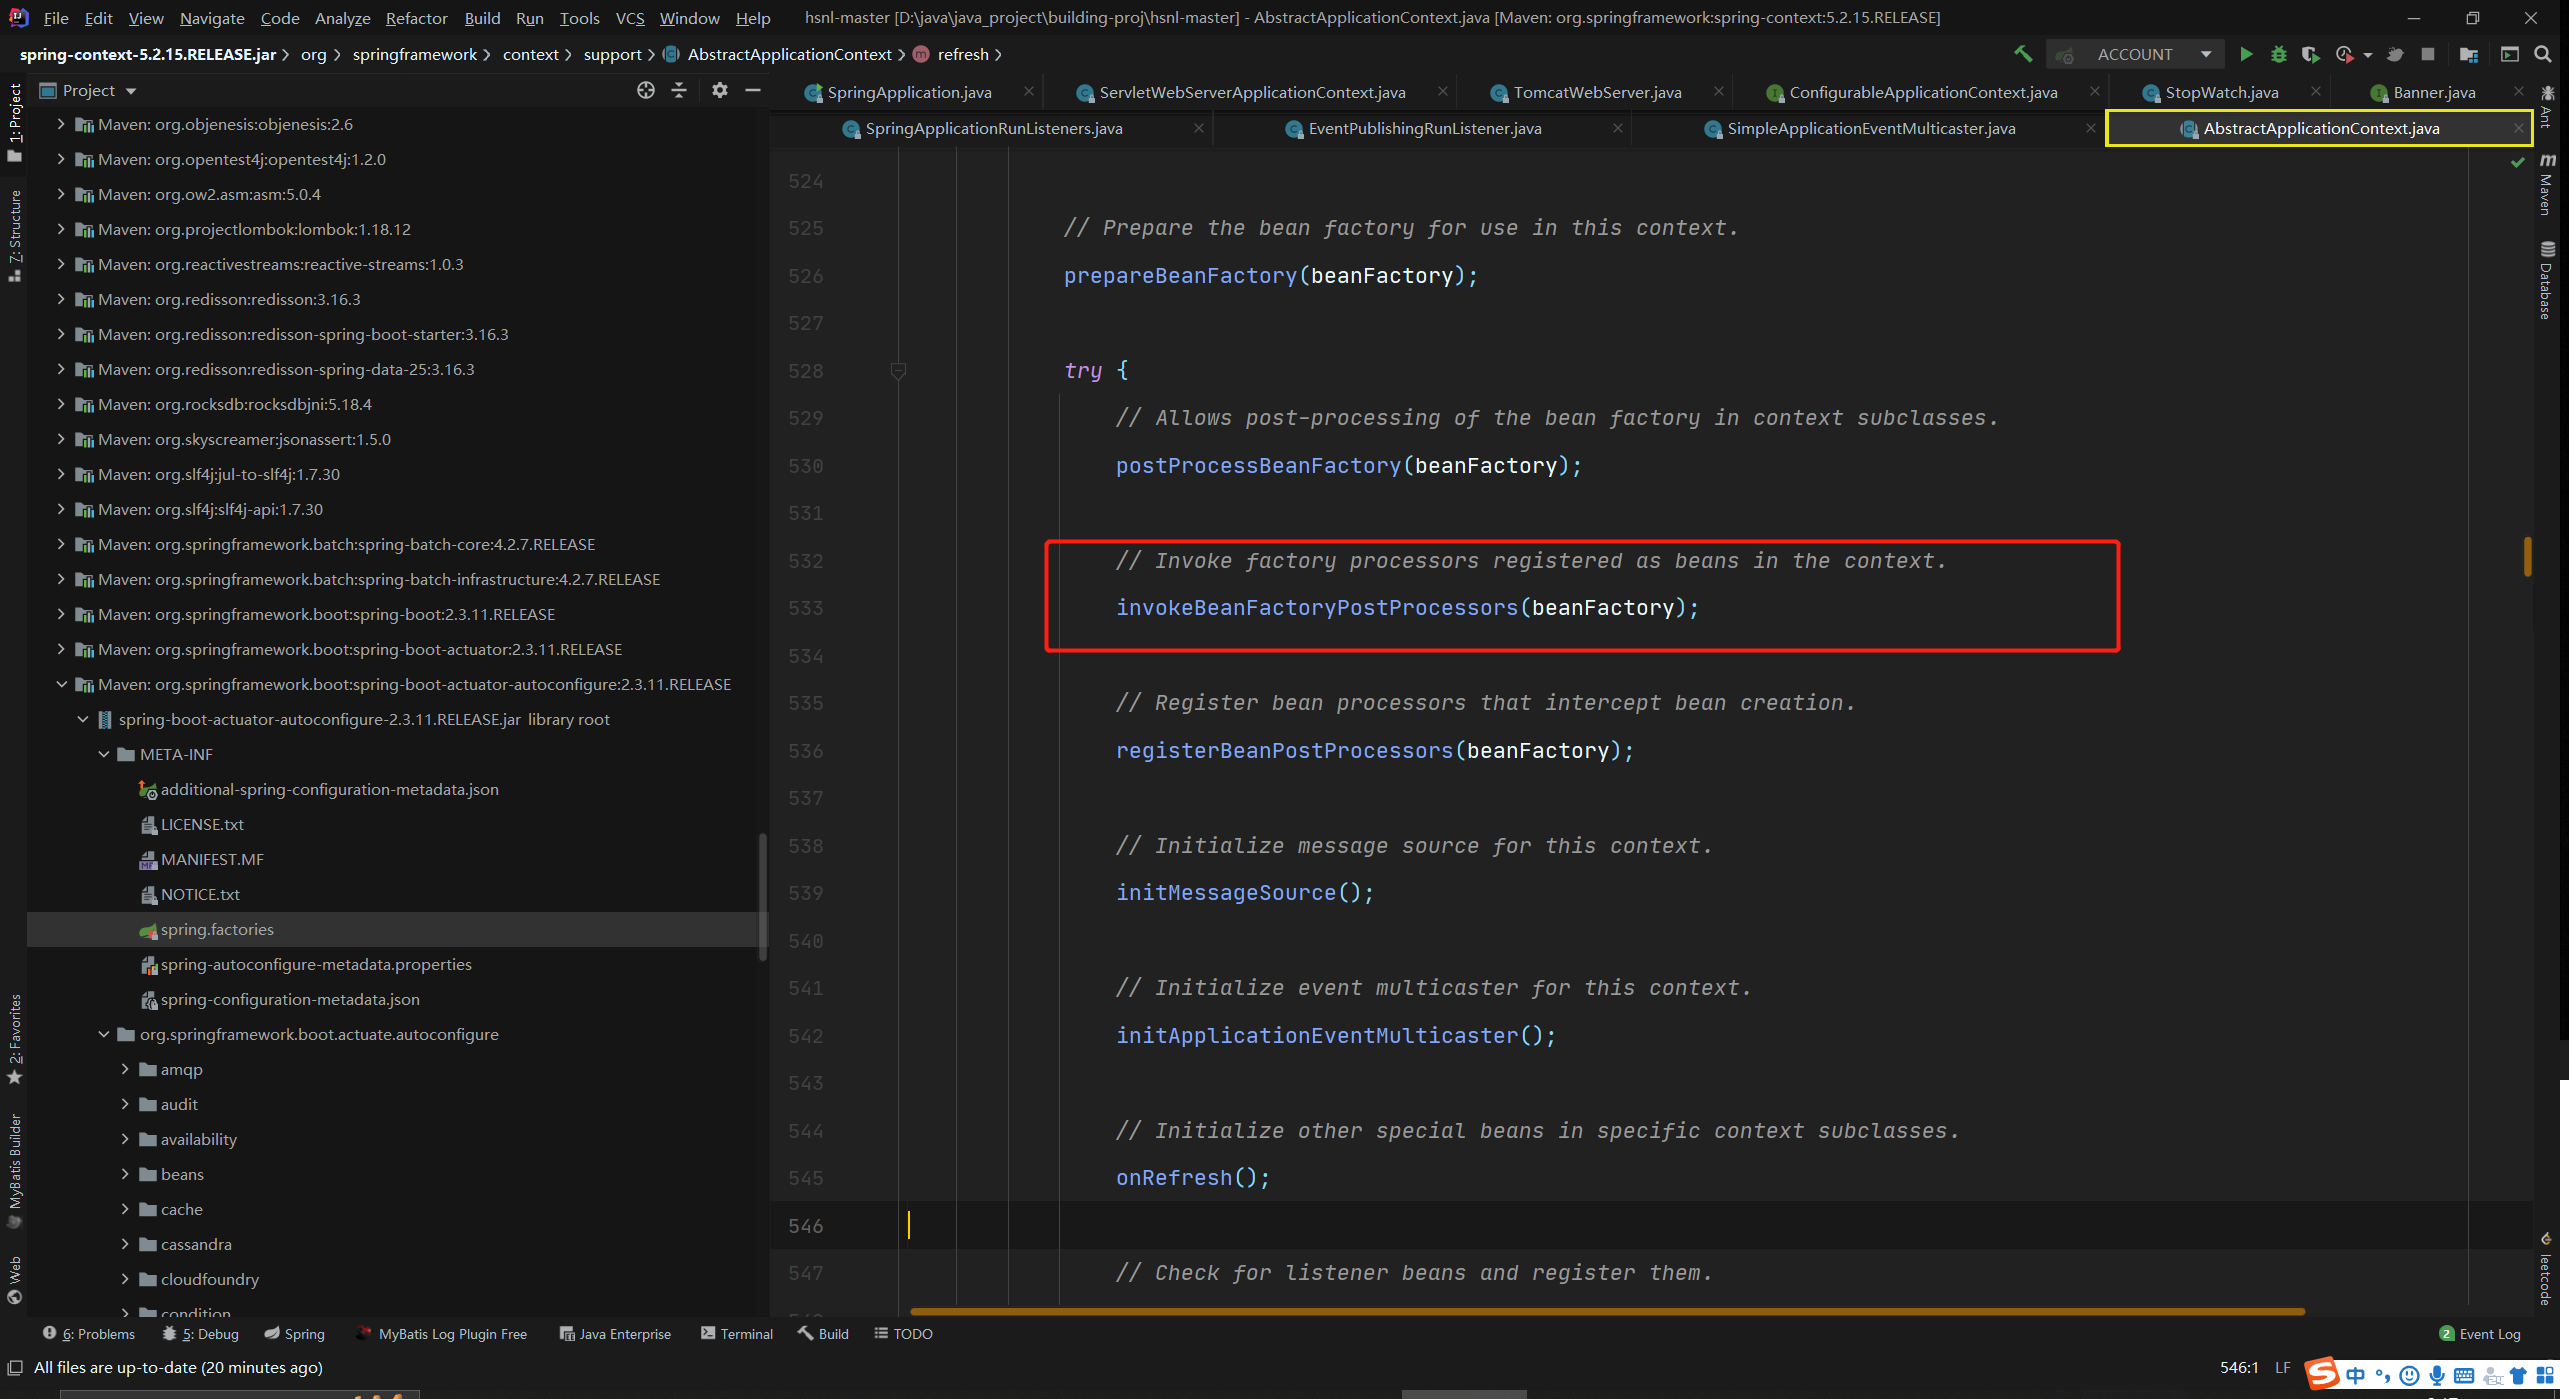 File Edit View Navigate Code Analyze Refactor Build Run Tools VCS Window Help hsnl-master [D:\java\java_project\building-proj\hsnl-master] - AbstractApplicationContext.java [Maven: org.springframework:spring-context:5.2.15.RELEASE]
spring-context-5.2.15.RELEASE.jar org springframework context support AbstractApplicationContext refresh ACCOUNT
Project
SpringApplication.java ServletWebServerApplicationContext.java TomcatWebServer.java ConfigurableApplicationContext.java StopWatch.java Banner.java
SpringApplicationRunListeners.java EventPublishingRunListener.java SimpleApplicationEventMulticaster.java AbstractApplicationContext.java
1: Project
7: Structure
2: Favorites
MyBatis Builder
Web
Maven: org.objenesis:objenesis:2.6
Maven: org.opentest4j:opentest4j:1.2.0
Maven: org.ow2.asm:asm:5.0.4
Maven: org.projectlombok:lombok:1.18.12
Maven: org.reactivestreams:reactive-streams:1.0.3
Maven: org.redisson:redisson:3.16.3
Maven: org.redisson:redisson-spring-boot-starter:3.16.3
Maven: org.redisson:redisson-spring-data-25:3.16.3
Maven: org.rocksdb:rocksdbjni:5.18.4
Maven: org.skyscreamer:jsonassert:1.5.0
Maven: org.slf4j:jul-to-slf4j:1.7.30
Maven: org.slf4j:slf4j-api:1.7.30
Maven: org.springframework.batch:spring-batch-core:4.2.7.RELEASE
Maven: org.springframework.batch:spring-batch-infrastructure:4.2.7.RELEASE
Maven: org.springframework.boot:spring-boot:2.3.11.RELEASE
Maven: org.springframework.boot:spring-boot-actuator:2.3.11.RELEASE
Maven: org.springframework.boot:spring-boot-actuator-autoconfigure:2.3.11.RELEASE
spring-boot-actuator-autoconfigure-2.3.11.RELEASE.jar library root
META-INF
additional-spring-configuration-metadata.json
LICENSE.txt
MANIFEST.MF
NOTICE.txt
spring.factories
spring-autoconfigure-metadata.properties
spring-configuration-metadata.json
org.springframework.boot.actuate.autoconfigure
amqp
audit
availability
beans
cache
cassandra
cloudfoundry
condition
524
525 // Prepare the bean factory for use in this context.
526 prepareBeanFactory(beanFactory);
527
528 try {
529 // Allows post-processing of the bean factory in context subclasses.
530 postProcessBeanFactory(beanFactory);
531
532 // Invoke factory processors registered as beans in the context.
533 invokeBeanFactoryPostProcessors(beanFactory);
534
535 // Register bean processors that intercept bean creation.
536 registerBeanPostProcessors(beanFactory);
537
538 // Initialize message source for this context.
539 initMessageSource();
540
541 // Initialize event multicaster for this context.
542 initApplicationEventMulticaster();
543
544 // Initialize other special beans in specific context subclasses.
545 onRefresh();
546
547 // Check for listener beans and register them.
Ant
Maven
Database
leetcode
6: Problems 5: Debug Spring MyBatis Log Plugin Free Java Enterprise Terminal Build TODO 2 Event Log
All files are up-to-date (20 minutes ago) 546:1 LF 中